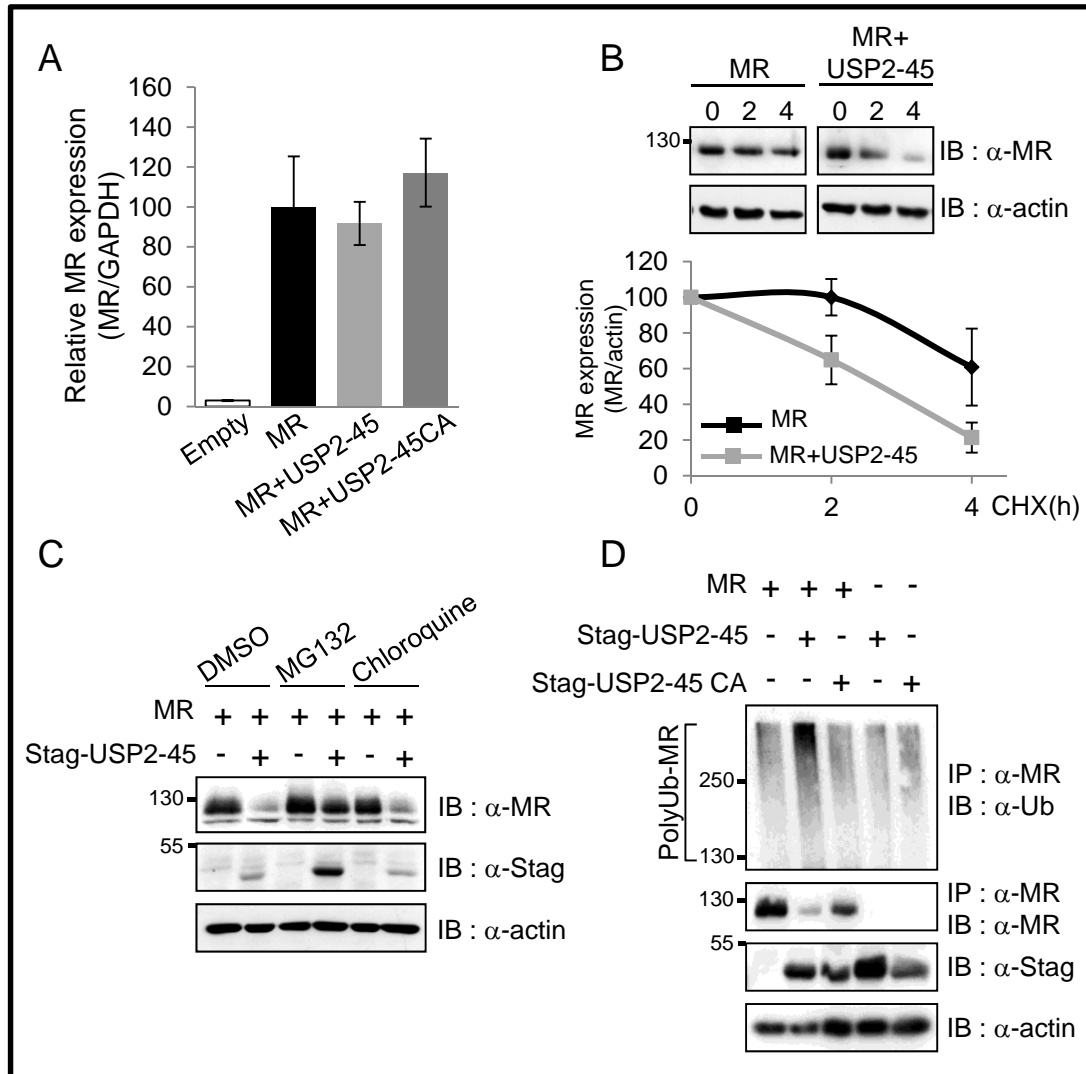 A
Relative MR expression
(MR/GAPDH)
160
140
120
100
80
60
40
20
0
Empty
MR
MR+USP2-45
MR+USP2-45CA
B
MR
MR+
USP2-45
0 2 4 0 2 4
130
IB : α-MR
IB : α-actin
MR expression
(MR/actin)
120
100
80
60
40
20
0
MR
MR+USP2-45
0 2 4 CHX(h)
C
DMSO MG132 Chloroquine
MR + + + + + +
Stag-USP2-45 - + - + - +
130
IB : α-MR
55
IB : α-Stag
IB : α-actin
D
MR + + + - -
Stag-USP2-45 - + - + -
Stag-USP2-45 CA - - + - +
PolyUb-MR
250
130
IP : α-MR
IB : α-Ub
130
IP : α-MR
IB : α-MR
55
IB : α-Stag
IB : α-actin